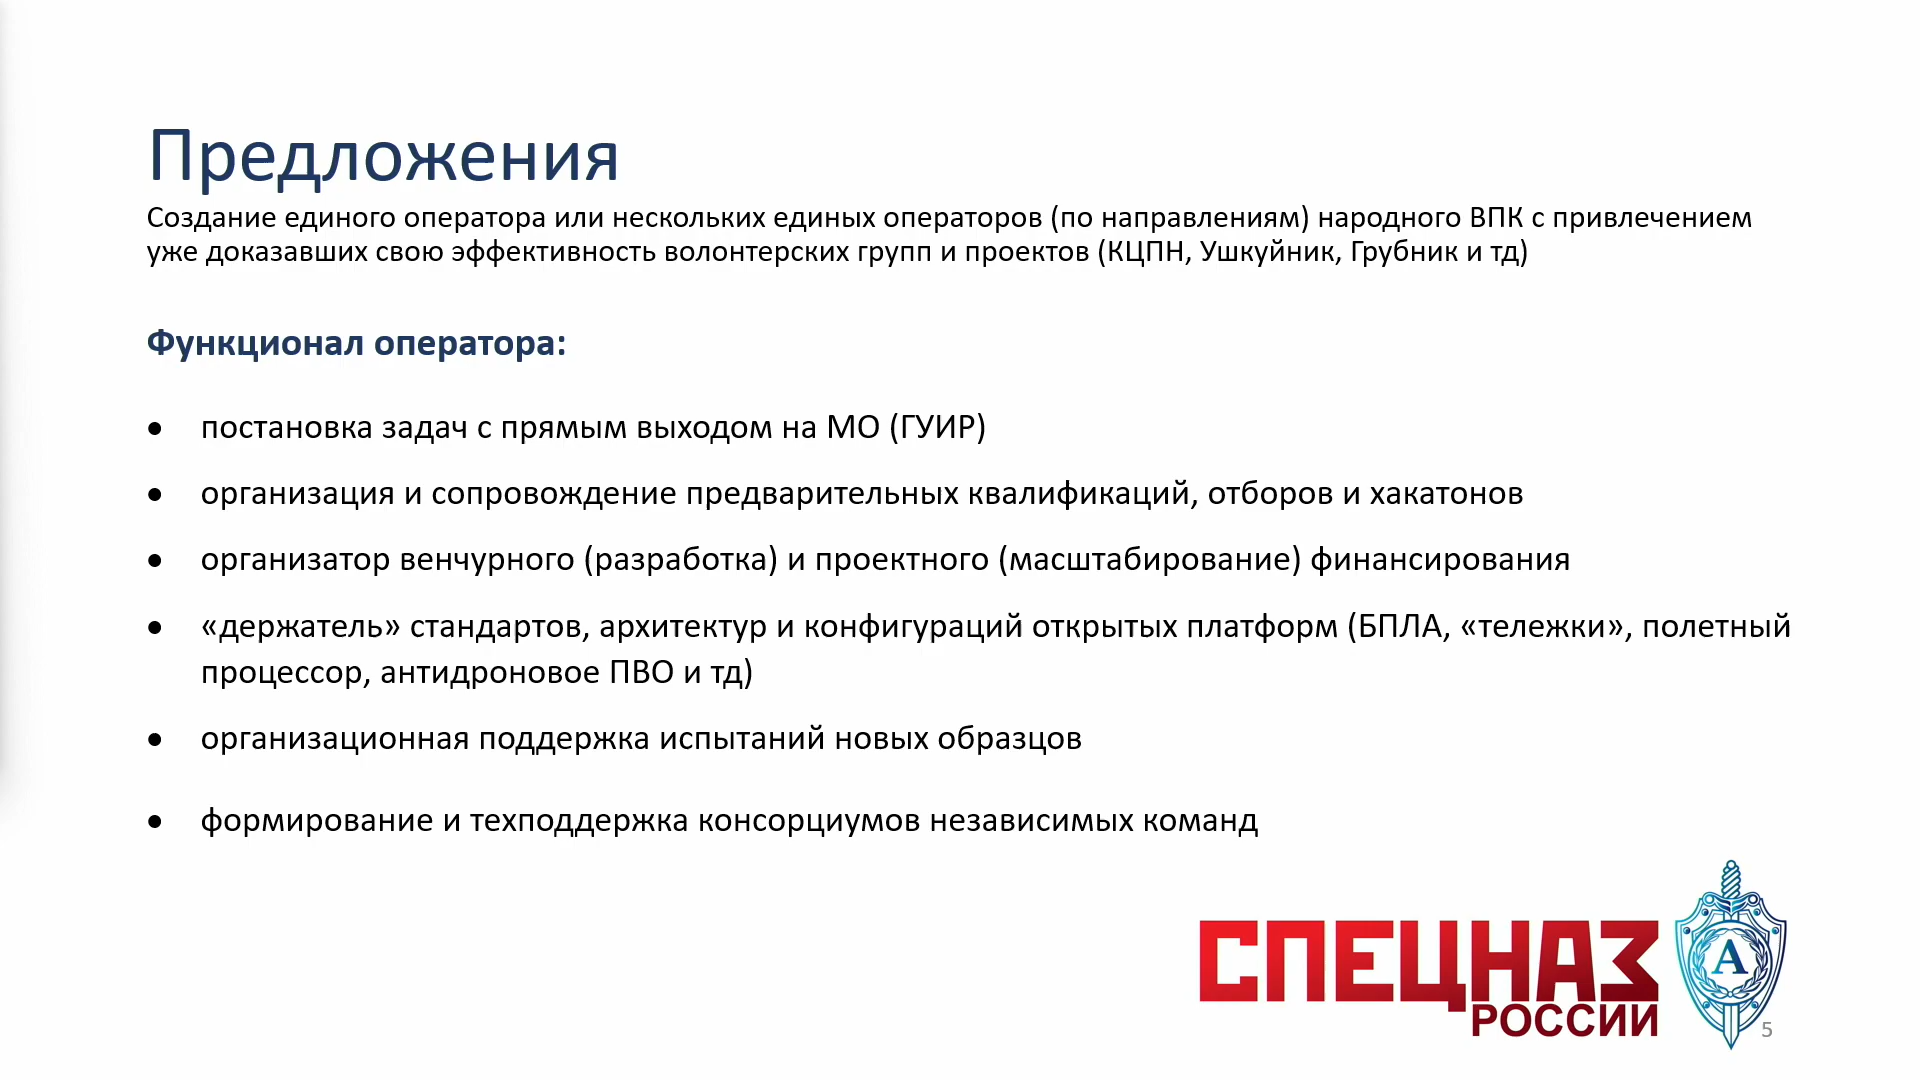 Предложения
Создание единого оператора или нескольких единых операторов (по направлениям) народного ВПК с привлечением
уже доказавших свою эффективность волонтерских групп и проектов (КЦПН, Ушкуйник, Грубник и тд)
Функционал оператора:
• постановка задач с прямым выходом на МО (ГУИР)
• организация и сопровождение предварительных квалификаций, отборов и хакатонов
• организатор венчурного (разработка) и проектного (масштабирование) финансирования
• «держатель» стандартов, архитектур и конфигураций открытых платформ (БПЛА, «тележки», полетный
процессор, антидроновое ПВО и тд)
• организационная поддержка испытаний новых образцов
• формирование и техподдержка консорциумов независимых команд
СПЕЦНАЗ
РОССИИ
А
5